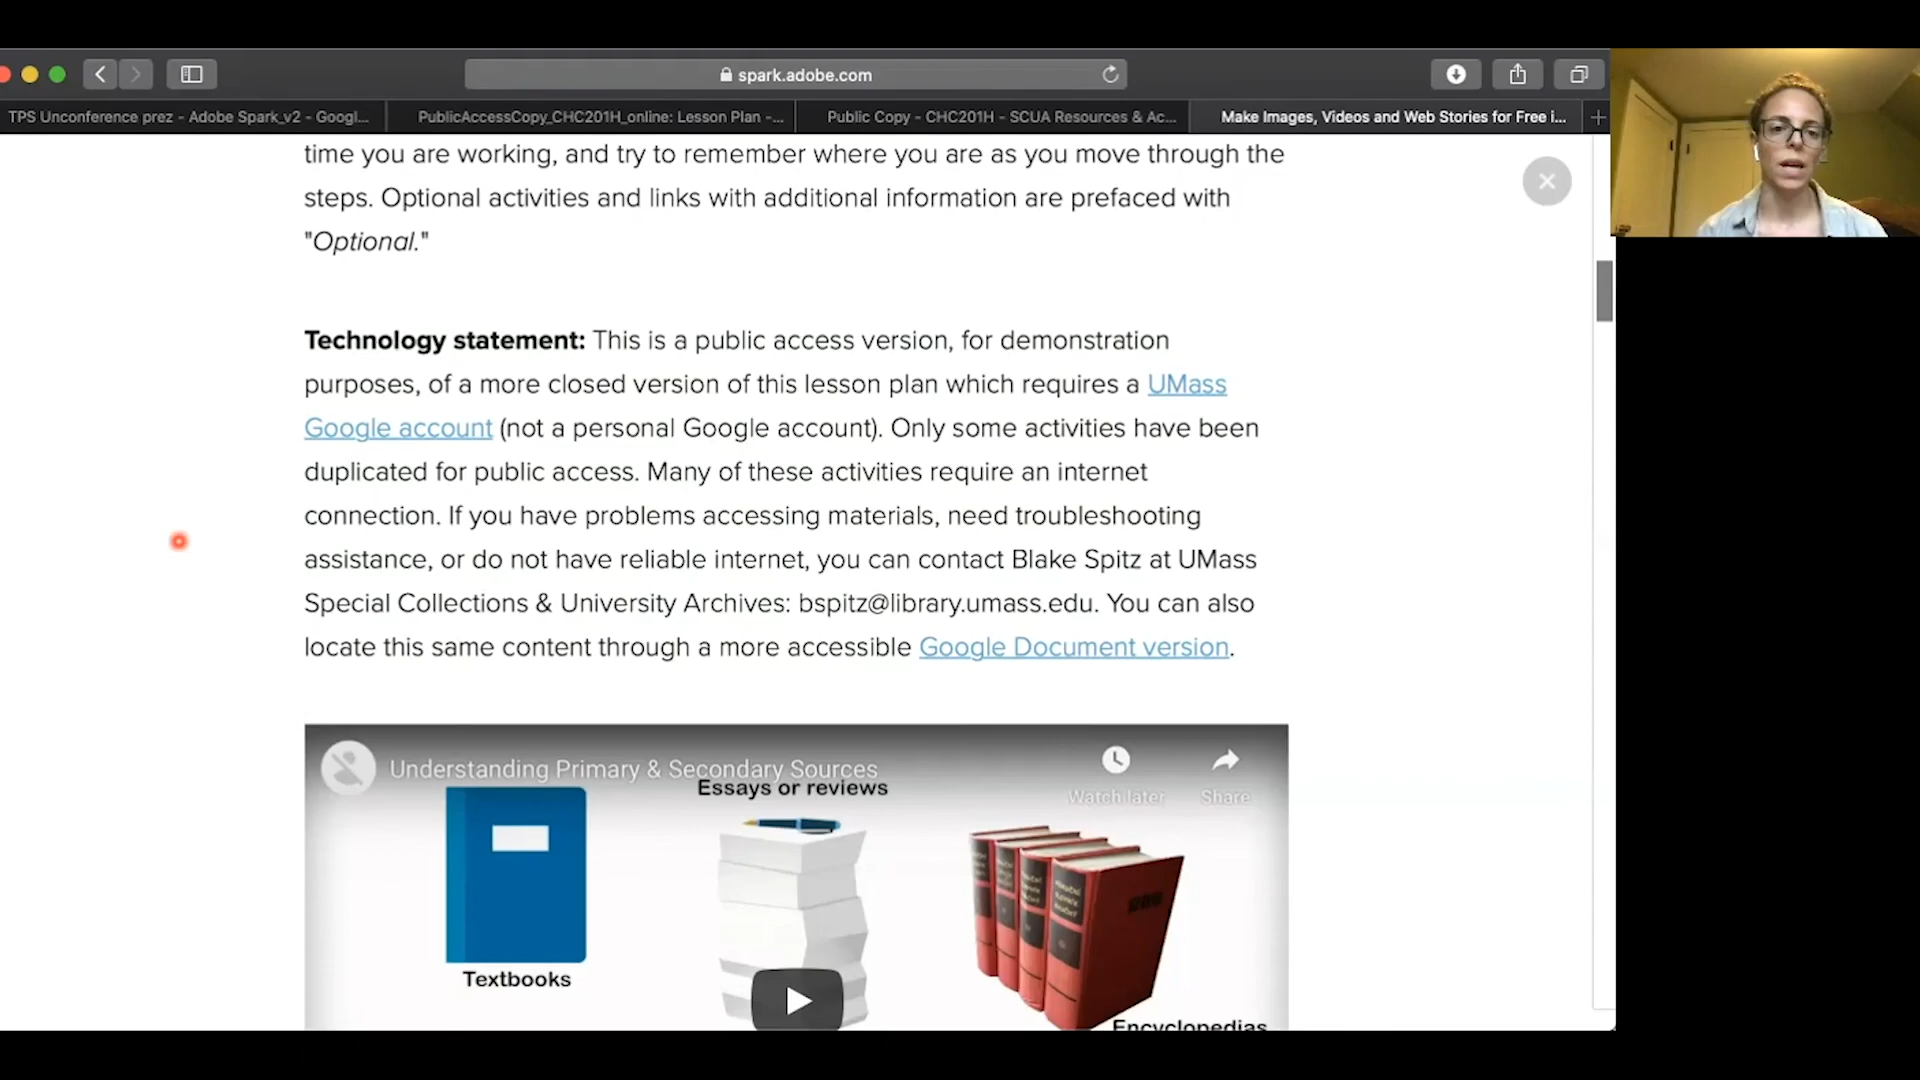 spark.adobe.com
TPS Unconference prez - Adobe Spark_v2 - Googl...
PublicAccessCopy_CHC201H_online: Lesson Plan -...
Public Copy - CHC201H - SCUA Resources & Ac...
Make Images, Videos and Web Stories for Free i...
time you are working, and try to remember where you are as you move through the
steps. Optional activities and links with additional information are prefaced with
"Optional."
Technology statement: This is a public access version, for demonstration
purposes, of a more closed version of this lesson plan which requires a UMass
Google account (not a personal Google account). Only some activities have been
duplicated for public access. Many of these activities require an internet
connection. If you have problems accessing materials, need troubleshooting
assistance, or do not have reliable internet, you can contact Blake Spitz at UMass
Special Collections & University Archives: bspitz@library.umass.edu. You can also
locate this same content through a more accessible Google Document version.
Understanding Primary & Secondary Sources
Essays or reviews
Watch later
Share
Textbooks
Encyclopedias